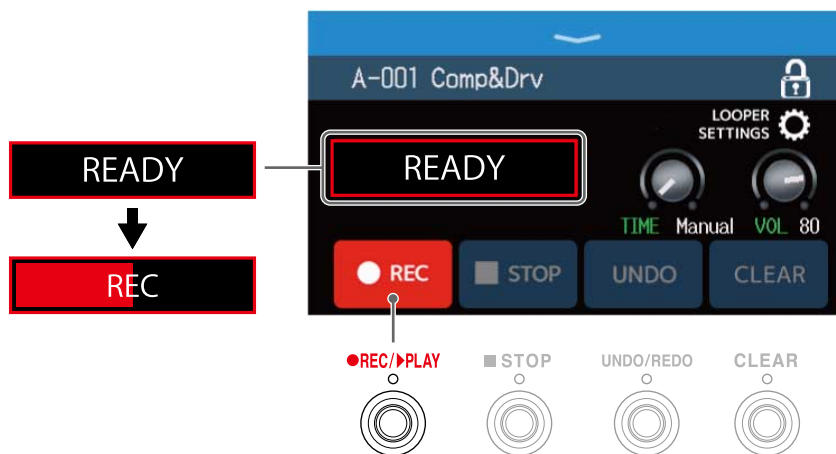 A-001 Comp&Drv
LOOPER
SETTINGS
READY
READY
TIME Manual VOL 80
REC
REC STOP UNDO CLEAR
●REC/▶PLAY ■STOP UNDO/REDO CLEAR